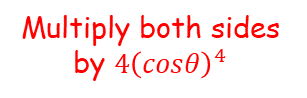 Multiply both sides
by 4(cosθ)⁴